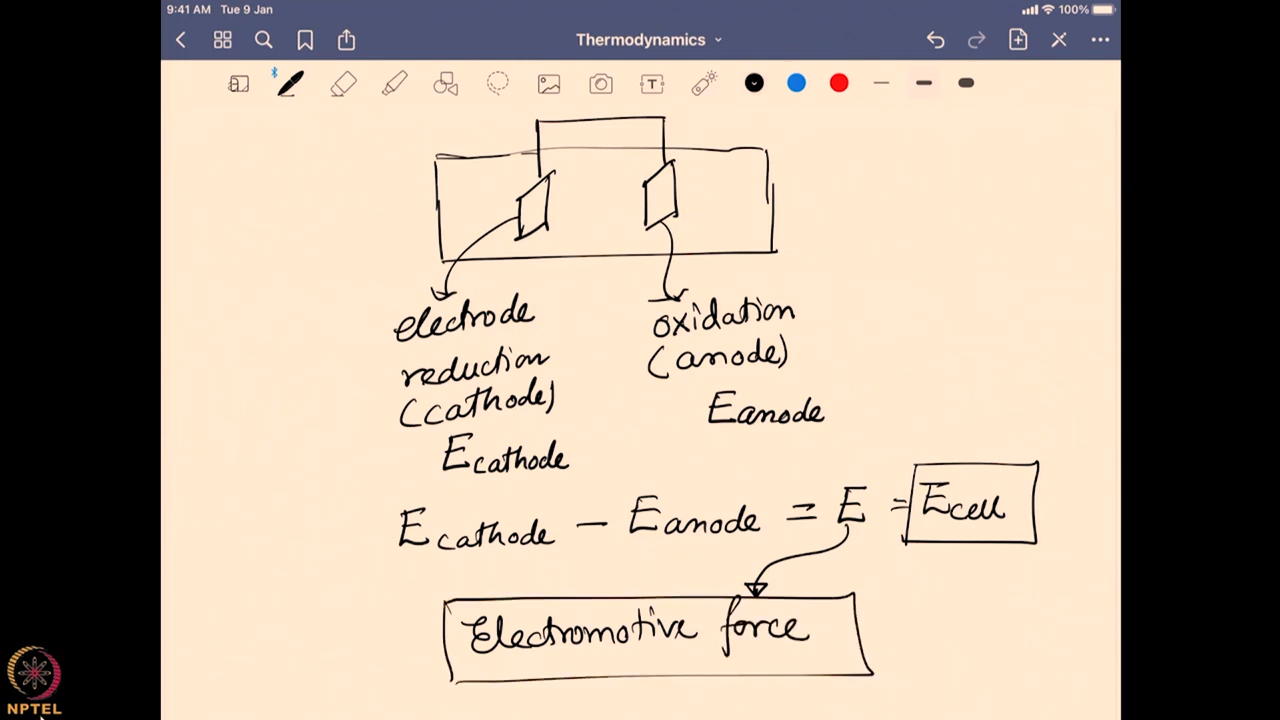 9:41 AM Tue 9 Jan
100%
Thermodynamics
T
electrode
reduction
(cathode)
Ecathode
oxidation
(anode)
Eanode
Ecathode - Eanode = E = Ecell
Electromotive force
NPTEL